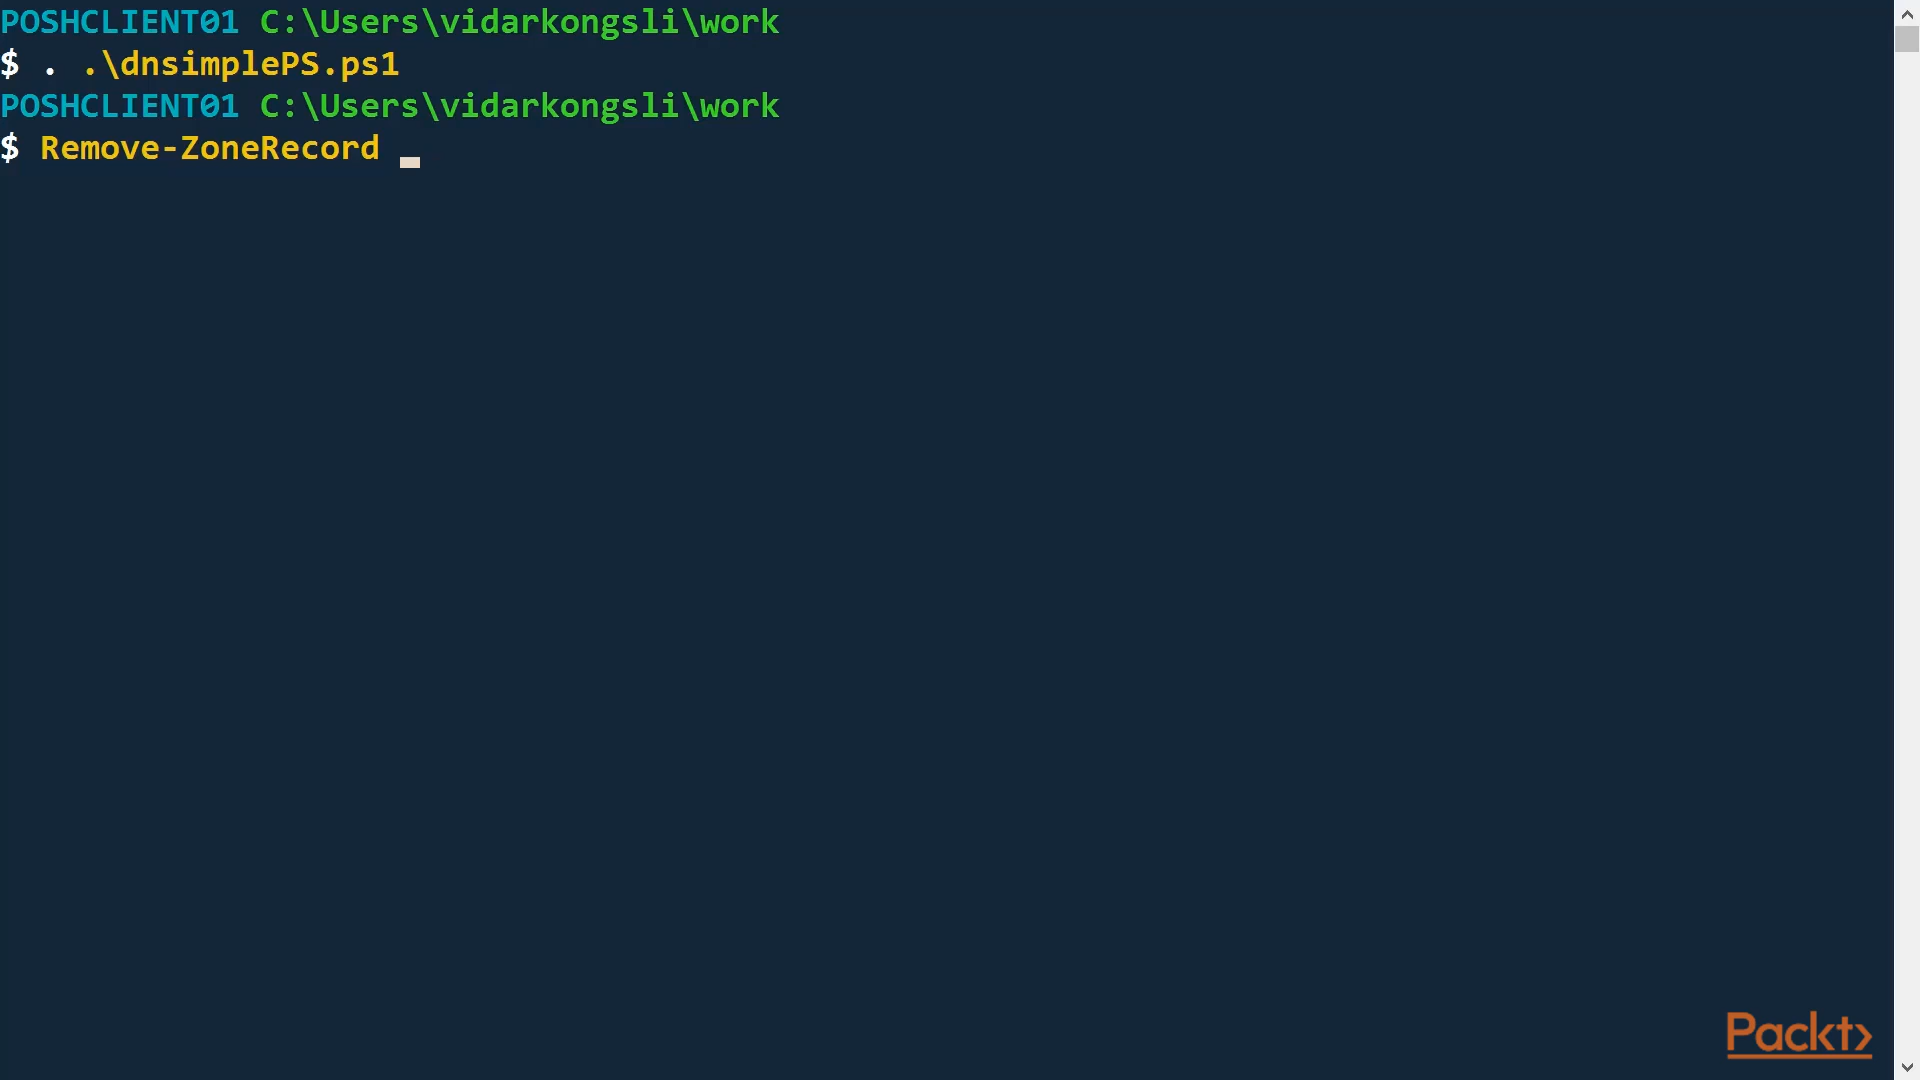 POSHCLIENT01 C:\Users\vidarkongsli\work
$ . .\dnsimplePS.ps1
POSHCLIENT01 C:\Users\vidarkongsli\work
$ Remove-ZoneRecord _
Packt>